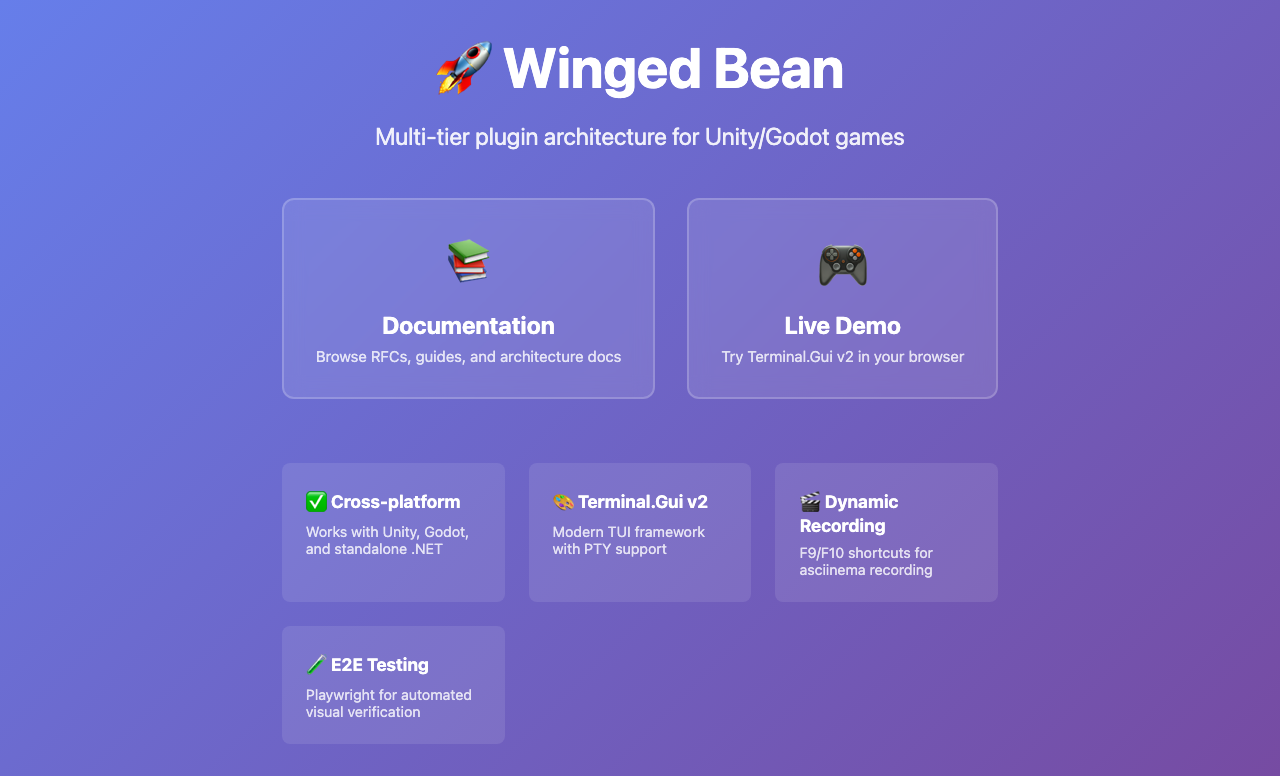 🚀 Winged Bean
Multi-tier plugin architecture for Unity/Godot games
Documentation
Browse RFCs, guides, and architecture docs
Live Demo
Try Terminal.Gui v2 in your browser
✅ Cross-platform
Works with Unity, Godot,
and standalone .NET
🎨 Terminal.Gui v2
Modern TUI framework
with PTY support
🎬 Dynamic
Recording
F9/F10 shortcuts for
asciinema recording
🧪 E2E Testing
Playwright for automated
visual verification